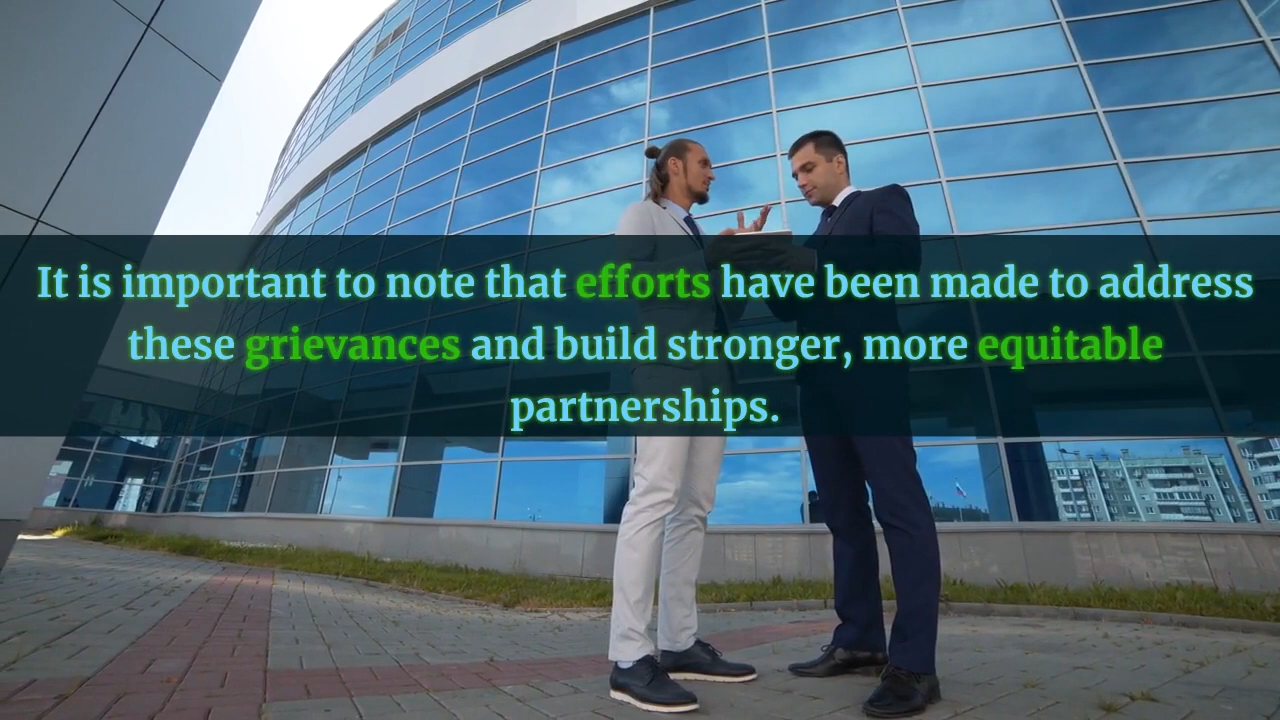 It is important to note that efforts have been made to address
these grievances and build stronger, more equitable
partnerships.